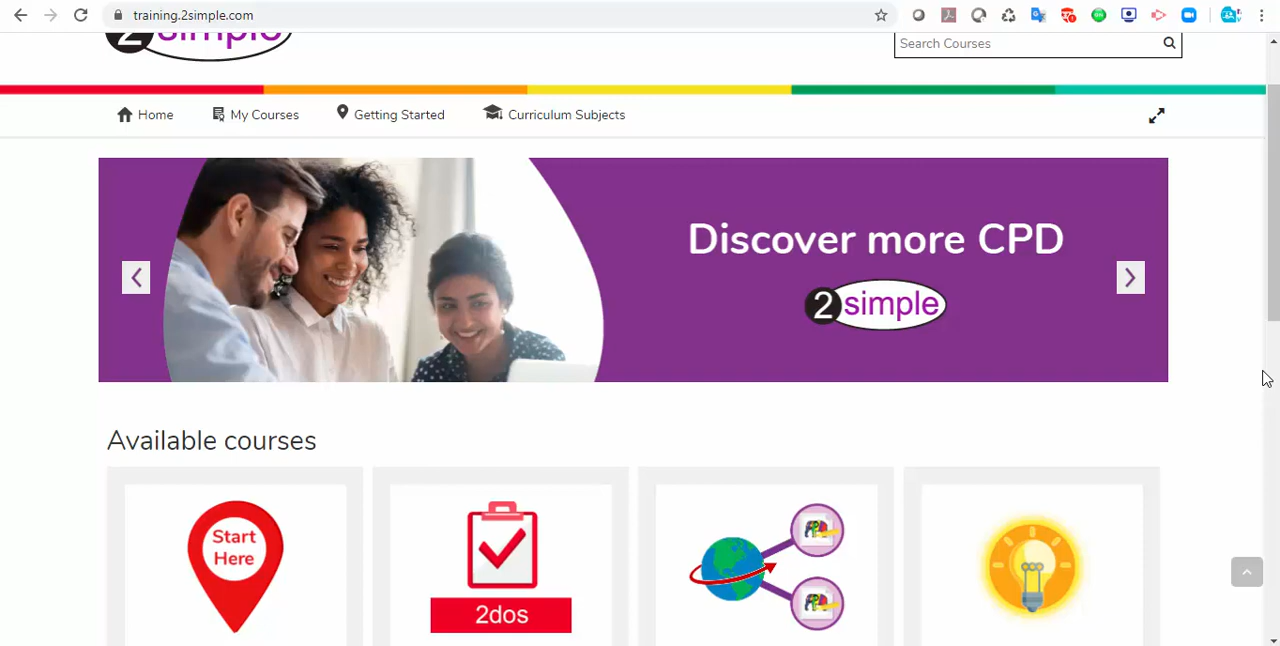 training.2simple.com
2simple
Search Courses
Home
My Courses
Getting Started
Curriculum Subjects
Discover more CPD
2simple
Available courses
Start
Here
2dos